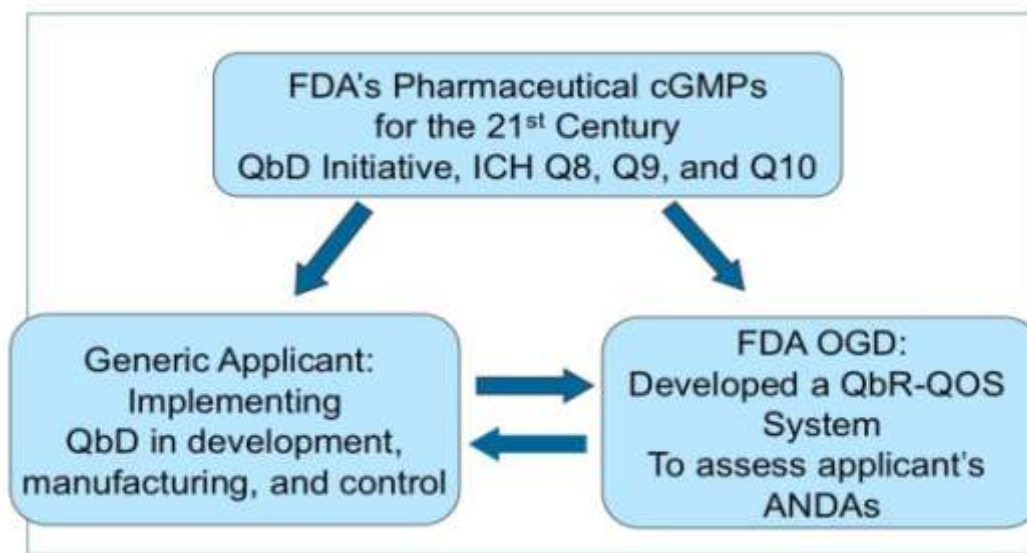 FDA's Pharmaceutical cGMPs
for the 21st Century
QbD Initiative, ICH Q8, Q9, and Q10
Generic Applicant:
Implementing
QbD in development,
manufacturing, and control
FDA OGD:
Developed a QbR-QOS
System
To assess applicant's
ANDAs